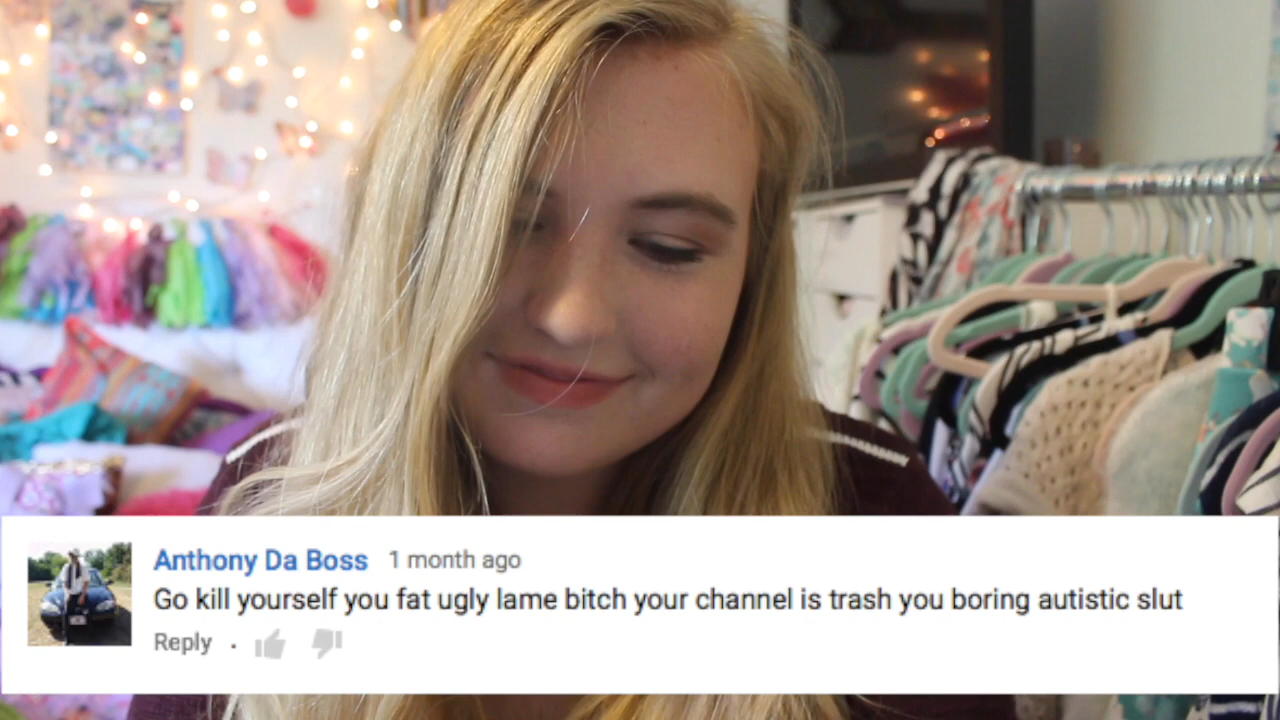 Anthony Da Boss 1 month ago
Go kill yourself you fat ugly lame bitch your channel is trash you boring autistic slut
Reply .